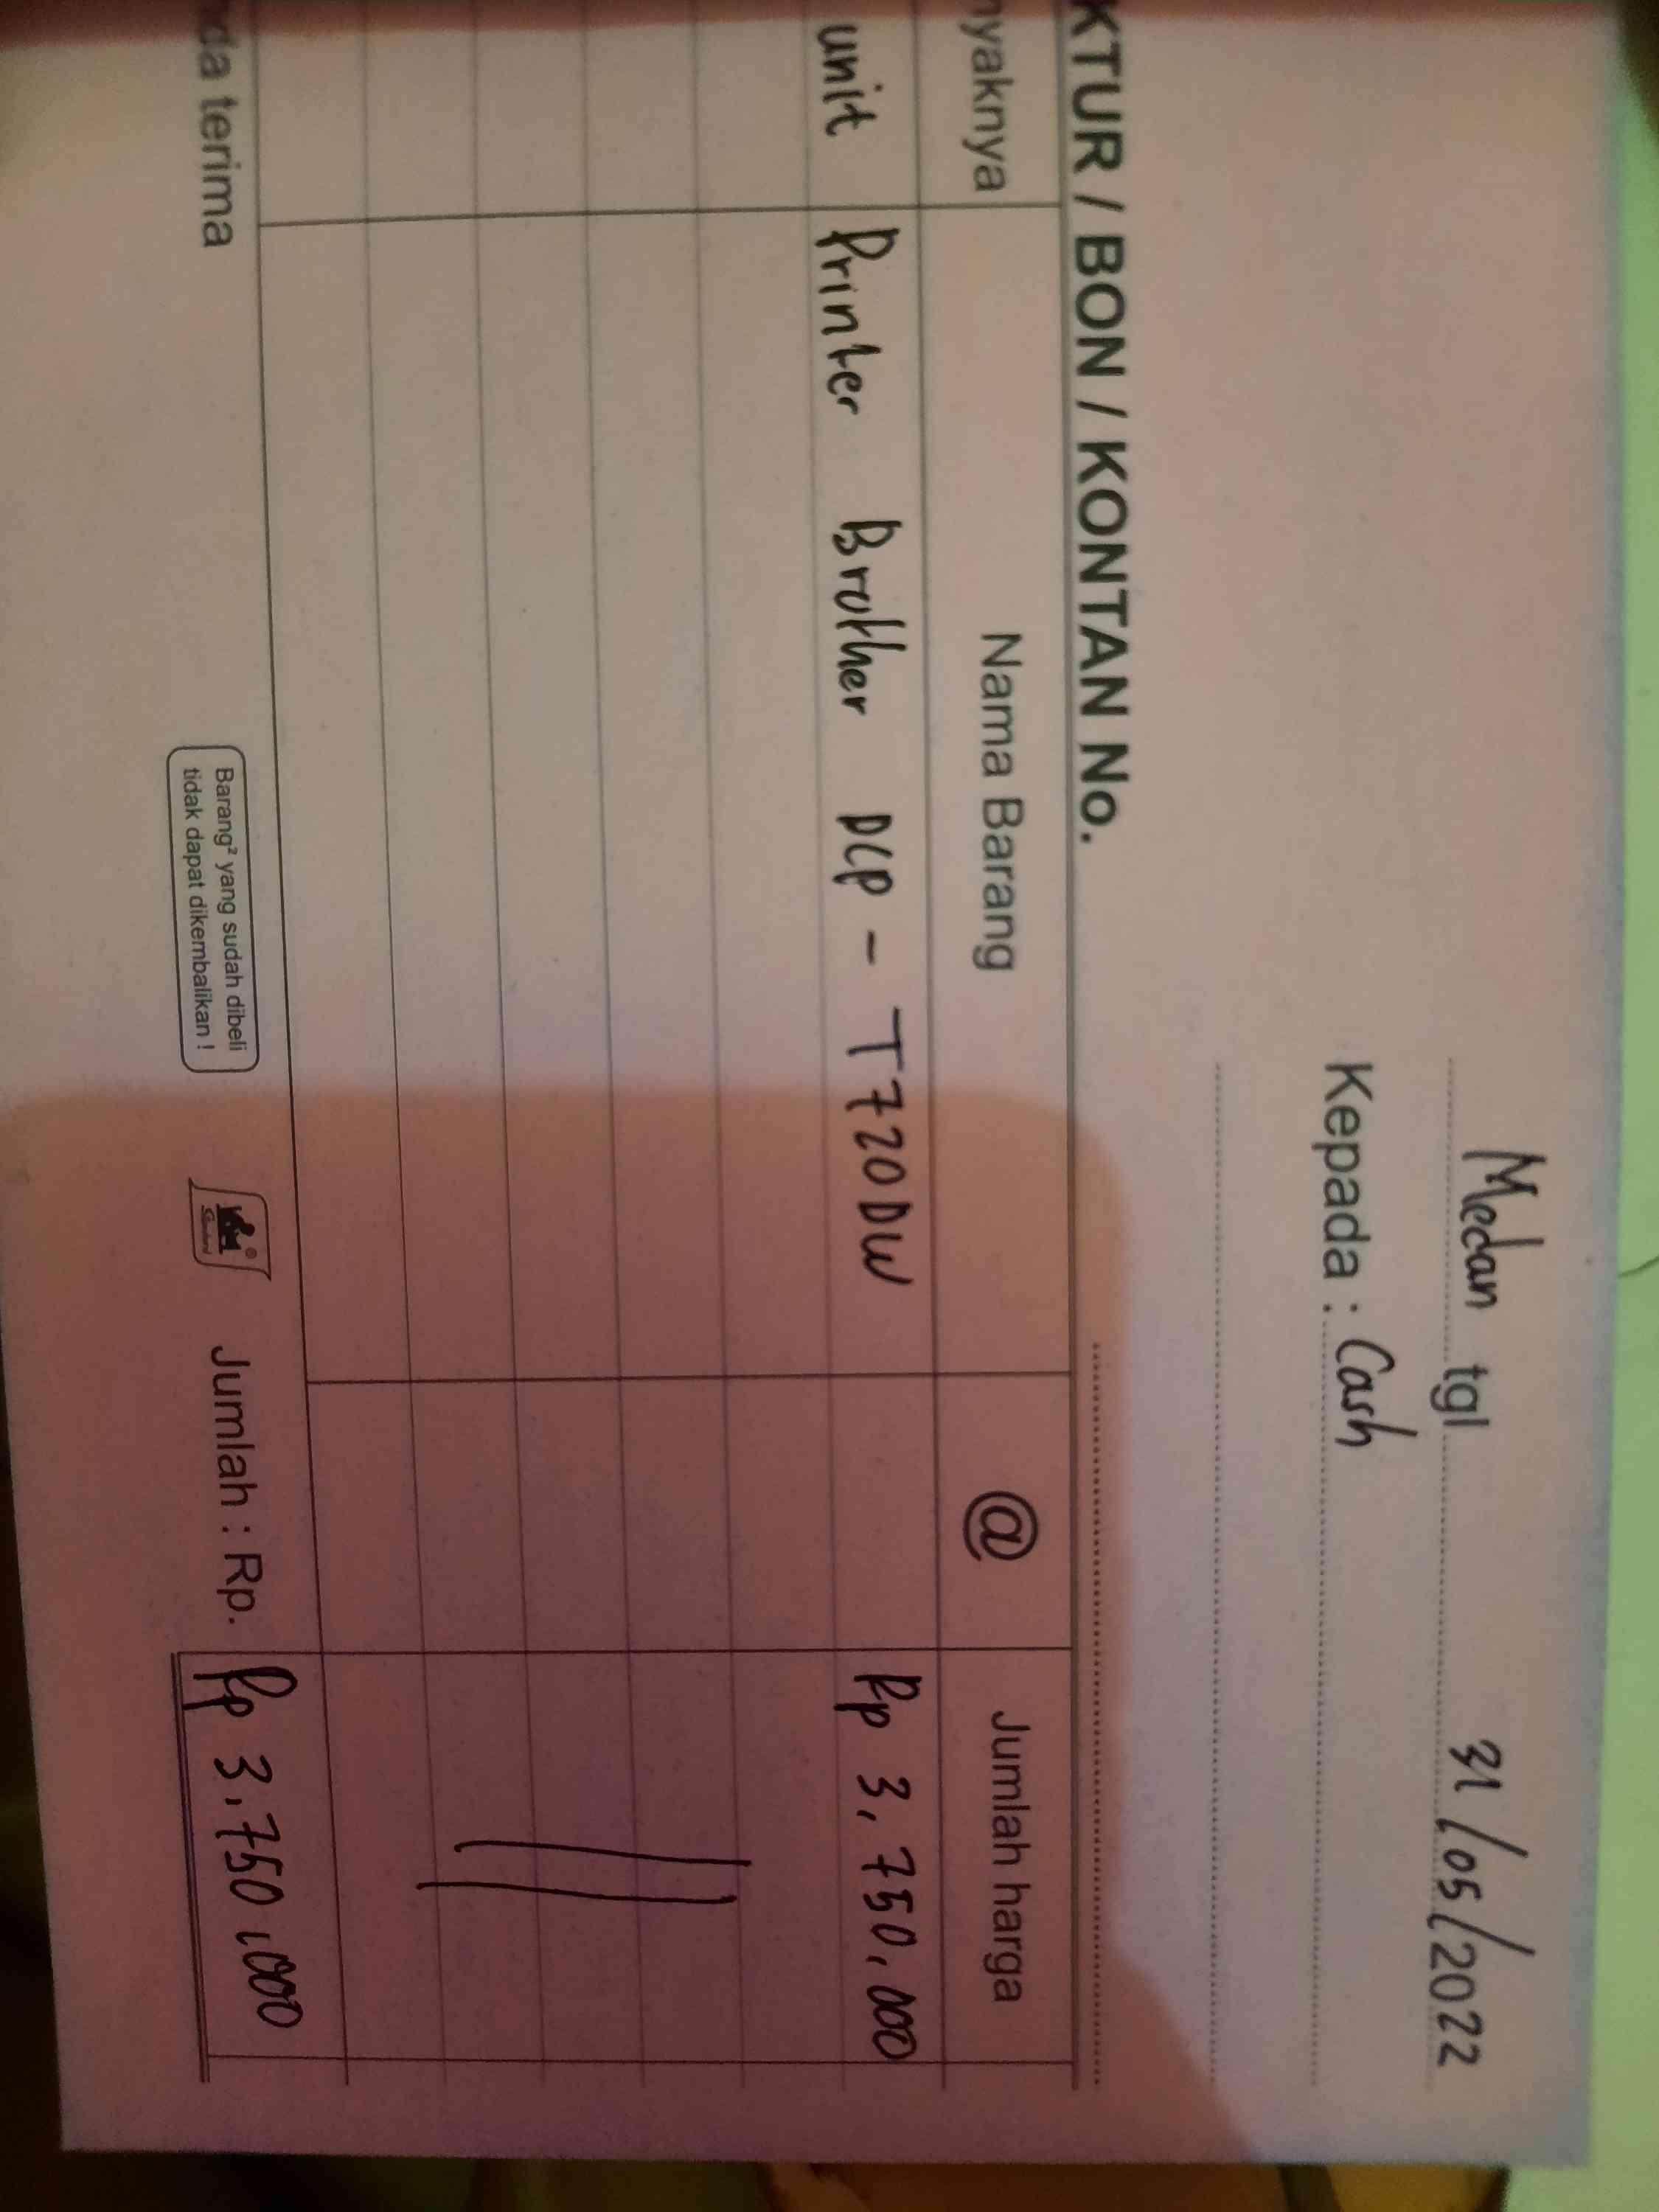 Medan tgl 31/05/2022
Kepada : Cash
KTUR / BON / KONTAN No.
nyaknya Nama Barang @ Jumlah harga
unit Printer Brother DCP - T720DW Rp 3,750,000
da terima
Barang² yang sudah dibeli
tidak dapat dikembalikan !
Jumlah : Rp. Rp 3,750,000